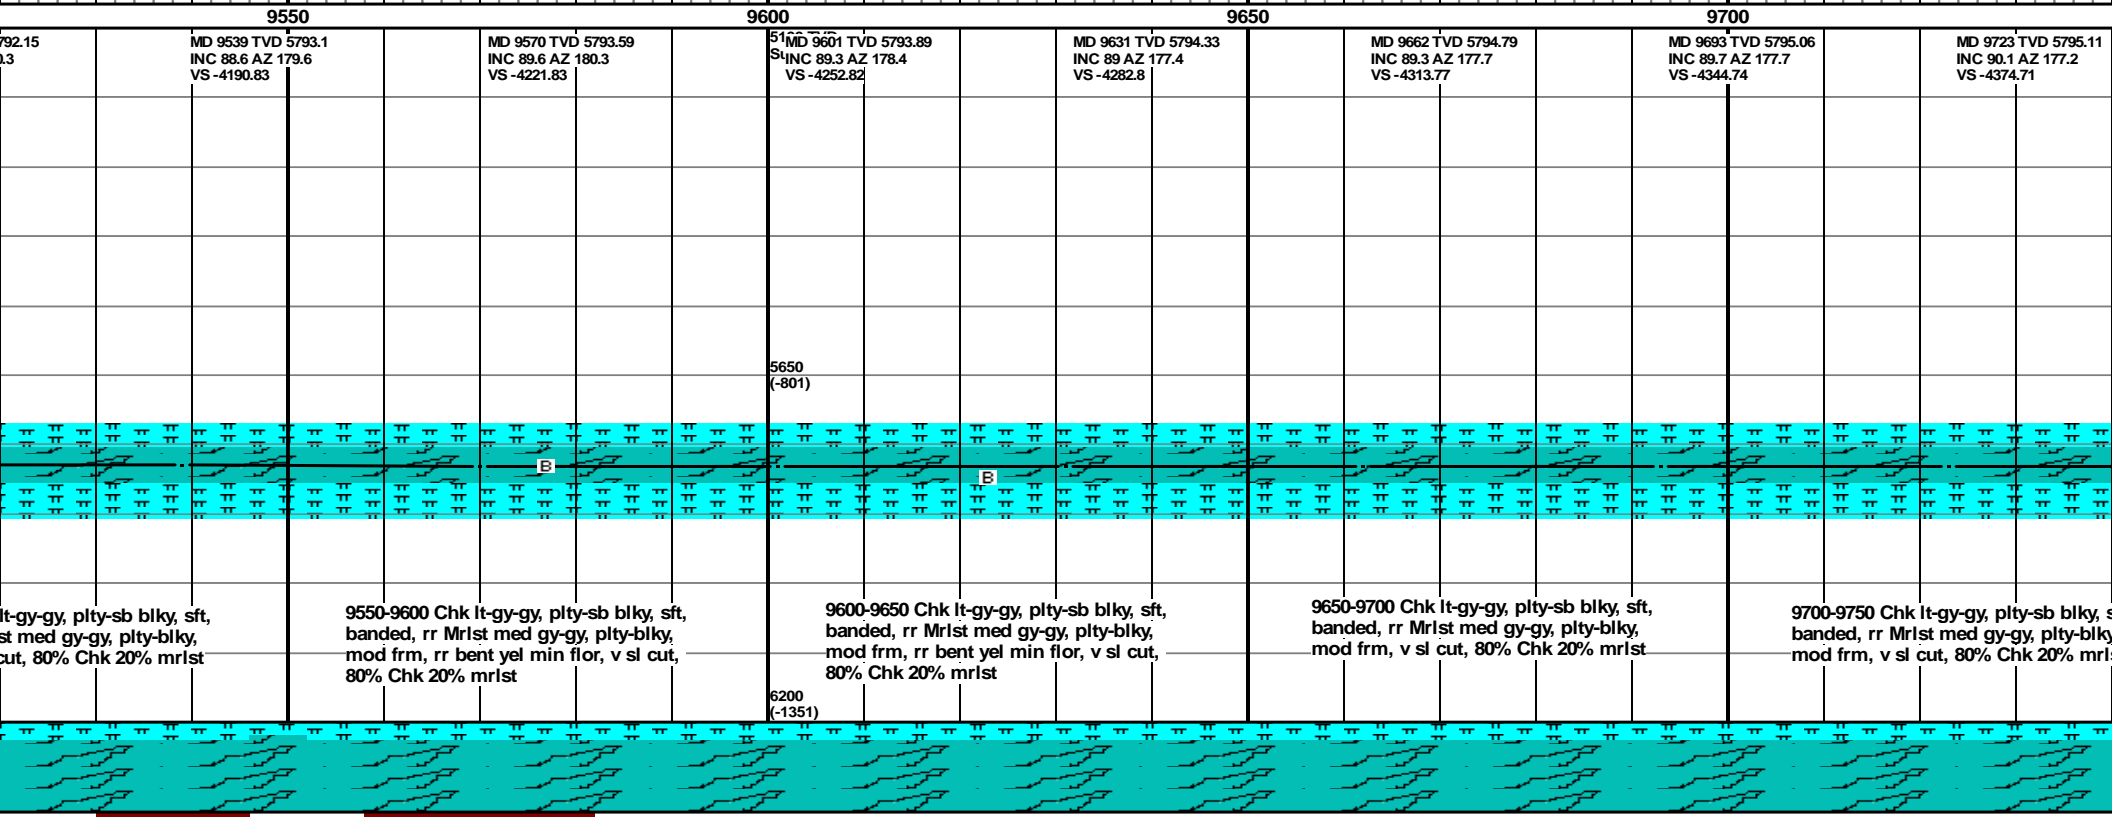 9550
9600
9650
9700
792.15
0.3
MD 9539 TVD 5793.1
INC 88.6 AZ 179.6
VS -4190.83
MD 9570 TVD 5793.59
INC 89.6 AZ 180.3
VS -4221.83
MD 9601 TVD 5793.89
INC 89.3 AZ 178.4
VS -4252.82
MD 9631 TVD 5794.33
INC 89 AZ 177.4
VS -4282.8
MD 9662 TVD 5794.79
INC 89.3 AZ 177.7
VS -4313.77
MD 9693 TVD 5795.06
INC 89.7 AZ 177.7
VS -4344.74
MD 9723 TVD 5795.11
INC 90.1 AZ 177.2
VS -4374.71
5650
(-801)
B
B
lt-gy-gy, plty-sb blky, sft,
st med gy-gy, plty-blky,
cut, 80% Chk 20% mrlst
9550-9600 Chk lt-gy-gy, plty-sb blky, sft,
banded, rr Mrlst med gy-gy, plty-blky,
mod frm, rr bent yel min flor, v sl cut,
80% Chk 20% mrlst
9600-9650 Chk lt-gy-gy, plty-sb blky, sft,
banded, rr Mrlst med gy-gy, plty-blky,
mod frm, rr bent yel min flor, v sl cut,
80% Chk 20% mrlst
9650-9700 Chk lt-gy-gy, plty-sb blky, sft,
banded, rr Mrlst med gy-gy, plty-blky,
mod frm, v sl cut, 80% Chk 20% mrlst
9700-9750 Chk lt-gy-gy, plty-sb blky, s
banded, rr Mrlst med gy-gy, plty-blky
mod frm, v sl cut, 80% Chk 20% mrl
6200
(-1351)